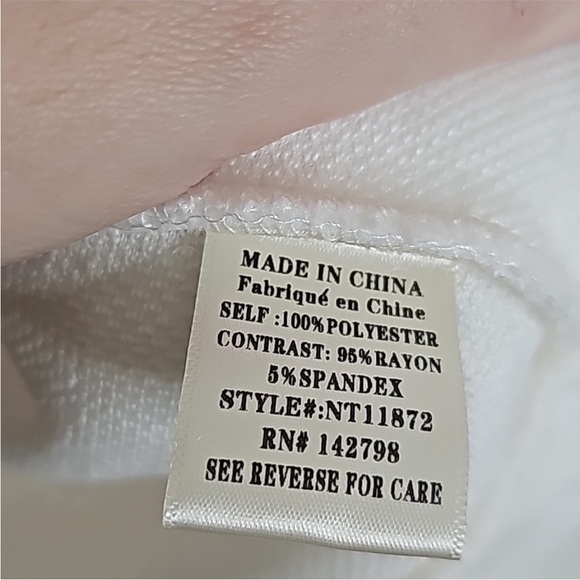 MADE IN CHINA
Fabriqué en Chine
SELF :100%POLYESTER
CONTRAST: 95%RAYON
5%SPANDEX
STYLE#:NT11872
RN# 142798
SEE REVERSE FOR CARE